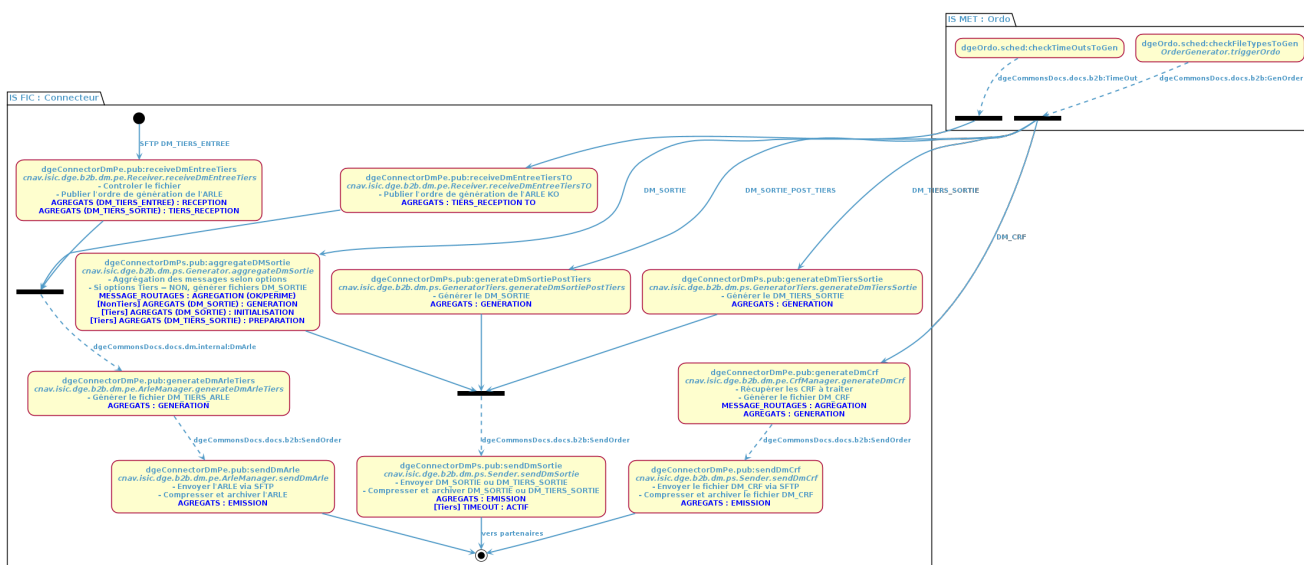 IS MET : Ordo
dgeOrdo.sched:checkTimeOutsToGen
dgeOrdo.sched:checkFileTypesToGen
OrderGenerator.triggerOrdo
dgeCommonsDocs.docs.b2b:TimeOut
dgeCommonsDocs.docs.b2b:GenOrder
IS FIC : Connecteur
SFTP DM_TIERS_ENTREE
dgeConnectorDmPe.pub:receiveDmEntreeTiers
cnav.isic.dge.b2b.dm.pe.Receiver.receiveDmEntreeTiers
- Controler le fichier
- Publier l'ordre de génération de l'ARLE
AGREGATS (DM_TIERS_ENTREE) : RECEPTION
AGREGATS (DM_TIERS_SORTIE) : TIERS_RECEPTION
dgeConnectorDmPe.pub:receiveDmEntreeTiersTO
cnav.isic.dge.b2b.dm.pe.Receiver.receiveDmEntreeTiersTO
- Publier l'ordre de génération de l'ARLE KO
AGREGATS : TIERS_RECEPTION TO
DM_SORTIE
DM_SORTIE_POST_TIERS
DM_TIERS_SORTIE
DM_CRF
dgeConnectorDmPs.pub:aggregateDMSortie
cnav.isic.dge.b2b.dm.ps.Generator.aggregateDmSortie
- Aggrégation des messages selon options
- Si options Tiers = NON, générer fichiers DM_SORTIE
MESSAGE_ROUTAGES : AGREGATION (OK/PERIME)
[NonTiers] AGREGATS (DM_SORTIE) : GENERATION
[Tiers] AGREGATS (DM_SORTIE) : INITIALISATION
[Tiers] AGREGATS (DM_TIERS_SORTIE) : PREPARATION
dgeConnectorDmPs.pub:generateDmSortiePostTiers
cnav.isic.dge.b2b.dm.ps.GeneratorTiers.generateDmSortiePostTiers
- Générer le DM_SORTIE
AGREGATS : GENERATION
dgeConnectorDmPs.pub:generateDmTiersSortie
cnav.isic.dge.b2b.dm.ps.GeneratorTiers.generateDmTiersSortie
- Générer le DM_TIERS_SORTIE
AGREGATS : GENERATION
dgeCommonsDocs.docs.dm.internal:DmArle
dgeConnectorDmPe.pub:generateDmArleTiers
cnav.isic.dge.b2b.dm.pe.ArleManager.generateDmArleTiers
- Générer le fichier DM_TIERS_ARLE
AGREGATS : GENERATION
dgeConnectorDmPe.pub:generateDmCrf
cnav.isic.dge.b2b.dm.pe.CrfManager.generateDmCrf
- Récupérer les CRF à traiter
- Générer le fichier DM_CRF
MESSAGE_ROUTAGES : AGREGATION
AGREGATS : GENERATION
dgeCommonsDocs.docs.b2b:SendOrder
dgeCommonsDocs.docs.b2b:SendOrder
dgeCommonsDocs.docs.b2b:SendOrder
dgeConnectorDmPe.pub:sendDmArle
cnav.isic.dge.b2b.dm.pe.ArleManager.sendDmArle
- Envoyer l'ARLE via SFTP
- Compresser et archiver l'ARLE
AGREGATS : EMISSION
dgeConnectorDmPs.pub:sendDmSortie
cnav.isic.dge.b2b.dm.ps.Sender.sendDmSortie
- Envoyer DM_SORTIE ou DM_TIERS_SORTIE
- Compresser et archiver DM_SORTIE ou DM_TIERS_SORTIE
AGREGATS : EMISSION
[Tiers] TIMEOUT : ACTIF
dgeConnectorDmPe.pub:sendDmCrf
cnav.isic.dge.b2b.dm.ps.Sender.sendDmCrf
- Envoyer le fichier DM_CRF via SFTP
- Compresser et archiver le fichier DM_CRF
AGREGATS : EMISSION
vers partenaires